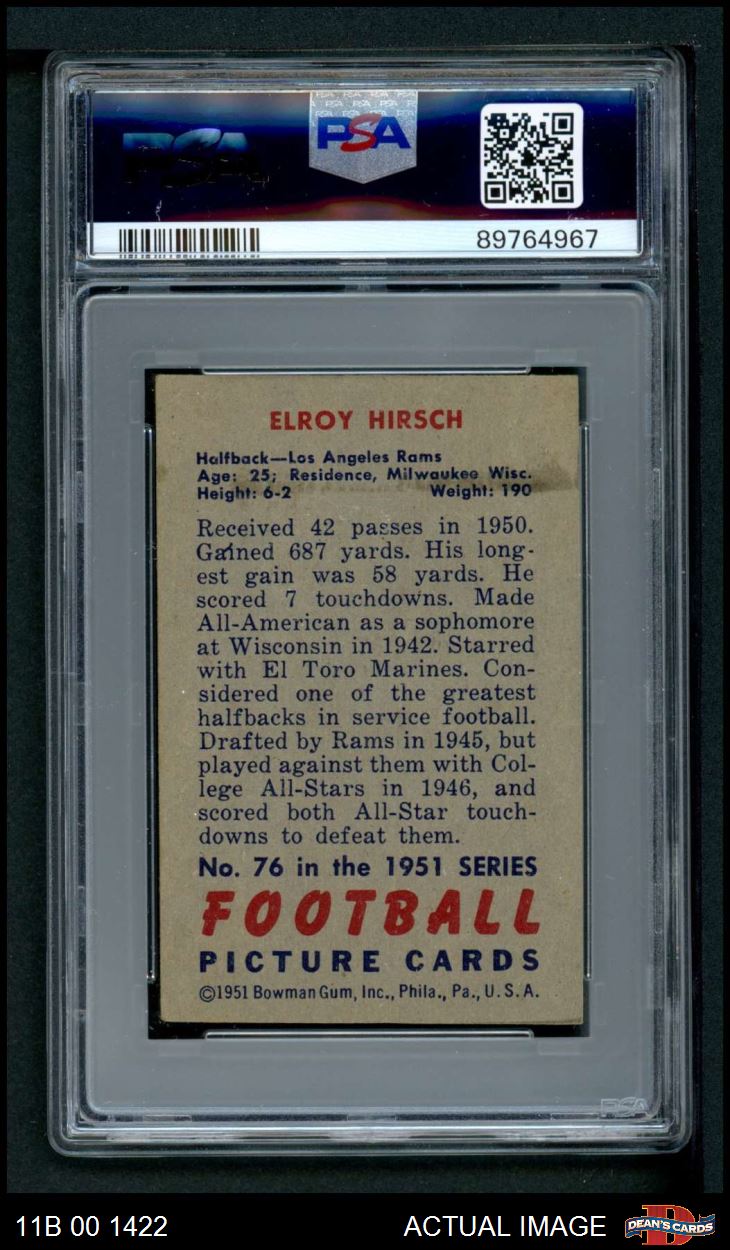 PSA
PSA
89764967
ELROY HIRSCH
Halfback—Los Angeles Rams
Age: 25; Residence, Milwaukee Wisc.
Height: 6-2 Weight: 190
Received 42 passes in 1950.
Gained 687 yards. His long-
est gain was 58 yards. He
scored 7 touchdowns. Made
All-American as a sophomore
at Wisconsin in 1942. Starred
with El Toro Marines. Con-
sidered one of the greatest
halfbacks in service football.
Drafted by Rams in 1945, but
played against them with Col-
lege All-Stars in 1946, and
scored both All-Star touch-
downs to defeat them.
No. 76 in the 1951 SERIES
FOOTBALL
PICTURE CARDS
©1951 Bowman Gum, Inc., Phila., Pa., U.S.A.
PSA
11B 00 1422 ACTUAL IMAGE DEAN'S CARDS